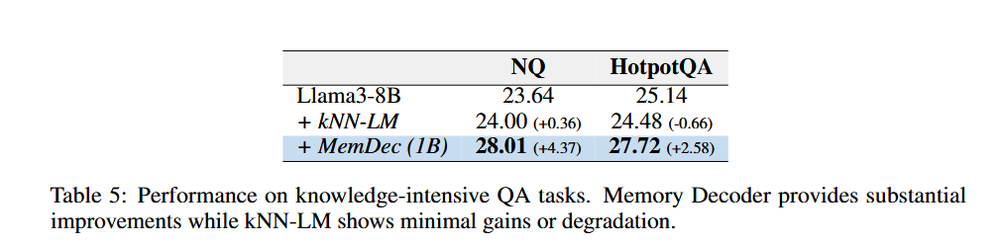 NQ HotpotQA
Llama3-8B 23.64 25.14
+ kNN-LM 24.00 (+0.36) 24.48 (-0.66)
+ MemDec (1B) 28.01 (+4.37) 27.72 (+2.58)
Table 5: Performance on knowledge-intensive QA tasks. Memory Decoder provides substantial
improvements while kNN-LM shows minimal gains or degradation.